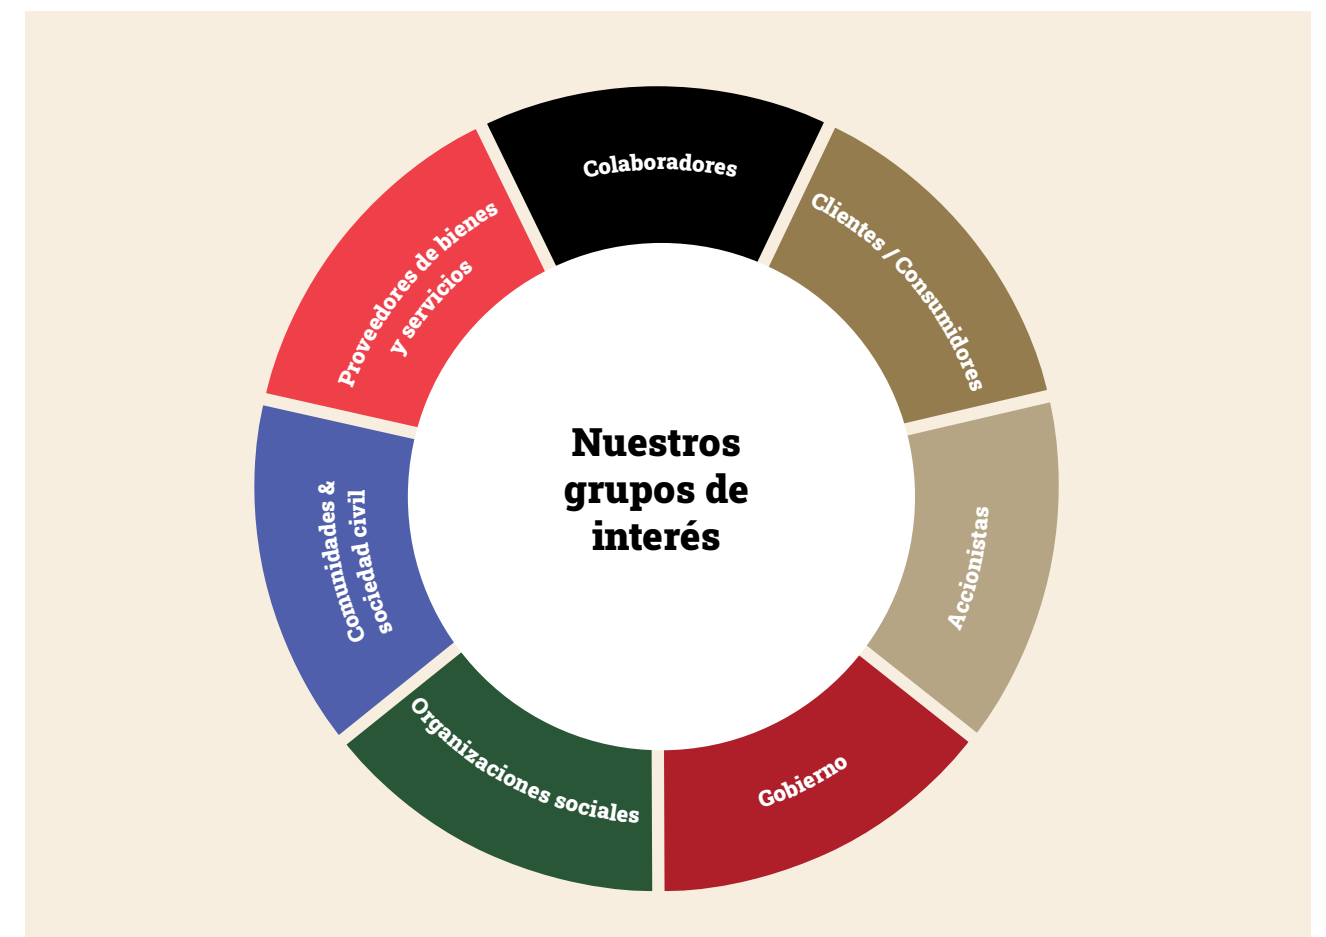 Colaboradores
Clientes / Consumidores
Accionistas
Gobierno
Organizaciones sociales
Comunidades &
sociedad civil
Proveedores de bienes
y servicios
Nuestros
grupos de
interés